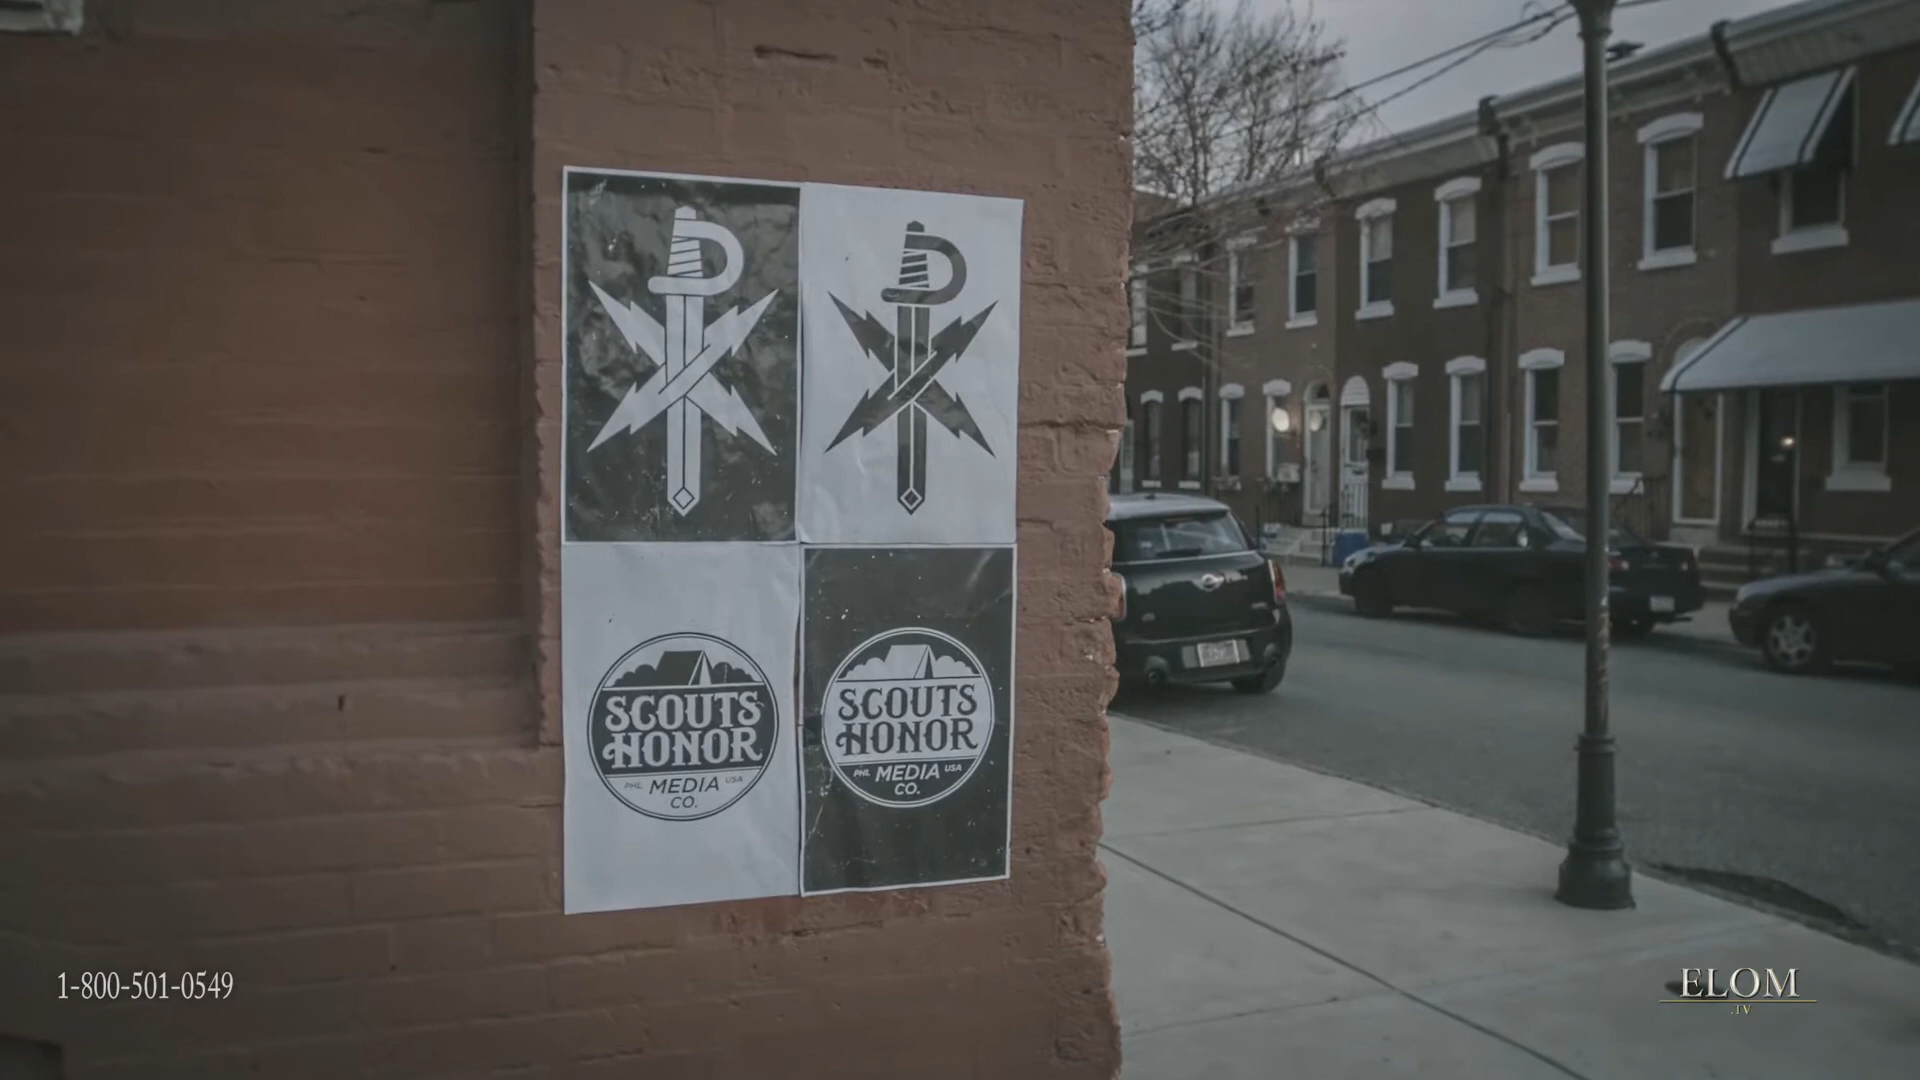 SCOUTS
HONOR
PHL MEDIA USA
CO.
SCOUTS
HONOR
PHL MEDIA USA
CO.
1-800-501-0549
ELOM
.TV